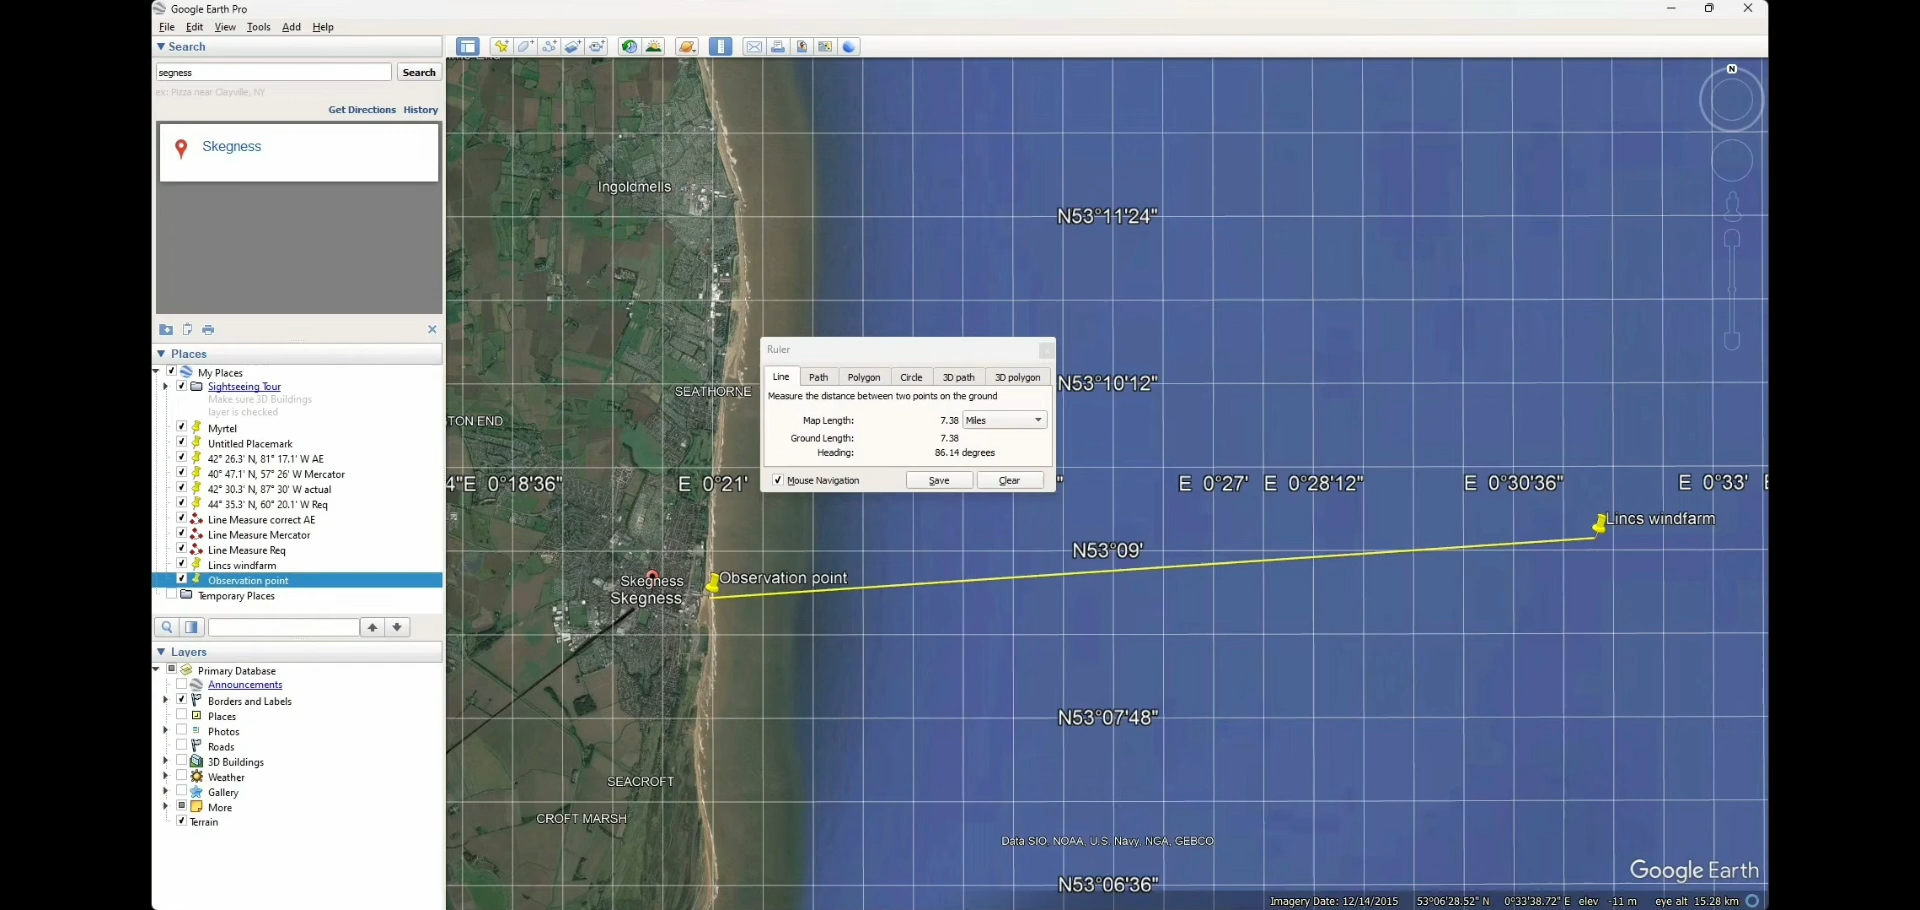 Google Earth Pro
File Edit View Tools Add Help
Search
segness
Search
ex: Pizza near Clayville, NY
Get Directions History
Skegness
Places
My Places
Sightseeing Tour
Make sure 3D Buildings
layer is checked
Myrtel
Untitled Placemark
42° 26.3' N, 81° 17.1' W AE
40° 47.1' N, 57° 26' W Mercator
42° 30.3' N, 87° 30' W actual
44° 35.3' N, 60° 20.1' W Req
Line Measure correct AE
Line Measure Mercator
Line Measure Req
Lincs windfarm
Observation point
Temporary Places
Layers
Primary Database
Announcements
Borders and Labels
Places
Photos
Roads
3D Buildings
Weather
Gallery
More
Terrain
N
Ingoldmells
N53°11'24"
Ruler
Line Path Polygon Circle 3D path 3D polygon
Measure the distance between two points on the ground
Map Length: 7.38 Miles
Ground Length: 7.38
Heading: 86.14 degrees
Mouse Navigation Save Clear
N53°10'12"
SEATHORNE
TON END
4"E 0°18'36" E 0°21' " E 0°27' E 0°28'12" E 0°30'36" E 0°33' E
Lincs windfarm
N53°09'
Observation point
Skegness
Skegness
N53°07'48"
SEACROFT
CROFT MARSH
Data SIO, NOAA, U.S. Navy, NGA, GEBCO
Google Earth
N53°06'36"
Imagery Date: 12/14/2015 53°06'28.52" N 0°33'38.72" E elev -11 m eye alt 15.28 km